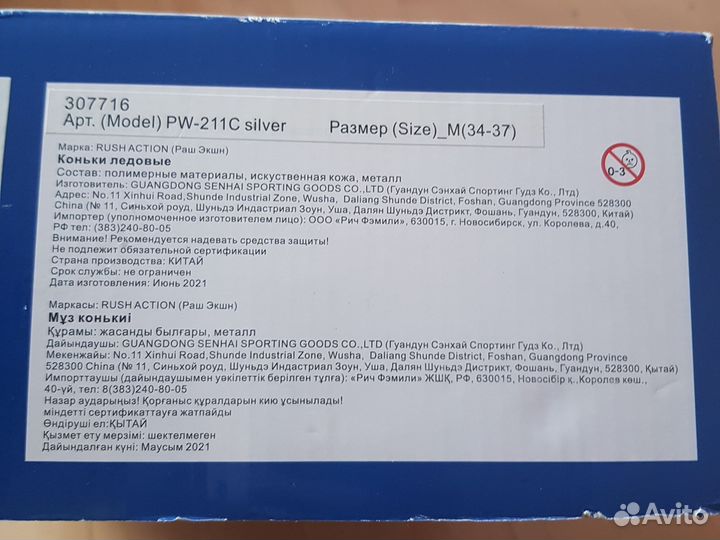 307716
Арт. (Model) PW-211C silver Размер (Size)_M(34-37)
Марка: RUSH ACTION (Раш Экшн)
Коньки ледовые
Состав: полимерные материалы, искуственная кожа, металл
Изготовитель: GUANGDONG SENHAI SPORTING GOODS CO.,LTD (Гуандун Сэнхай Спортинг Гудз Ко., Лтд)
Адрес: No.11 Xinhui Road,Shunde Industrial Zone, Wusha, Daliang Shunde District, Foshan, Guangdong Province 528300
China (№ 11, Синьхой роуд, Шуньдэ Индастриал Зоун, Уша, Далян Шуньдэ Дистрикт, Фошань, Гуандун, 528300, Китай)
Импортер (уполномоченное изготовителем лицо): ООО «Рич Фэмили», 630015, г. Новосибирск, ул. Королева, д.40,
РФ тел: (383)240-80-05
Внимание! Рекомендуется надевать средства защиты!
Не подлежит обязательной сертификации
Страна производства: КИТАЙ
Срок службы: не ограничен
Дата изготовления: Июнь 2021
0-3
Маркасы: RUSH ACTION (Раш Экшн)
Мұз конькиі
Құрамы: жасанды былғары, металл
Дайындаушы: GUANGDONG SENHAI SPORTING GOODS CO.,LTD (Гуандун Сэнхай Спортинг Гудз Ко., Лтд)
Мекенжайы: No.11 Xinhui Road,Shunde Industrial Zone, Wusha, Daliang Shunde District, Foshan, Guangdong Province
528300 China (№ 11, Синьхой роуд, Шуньдэ Индастриал Зоун, Уша, Далян Шуньдэ Дистрикт, Фошань, Гуандун, 528300, Қытай)
Импорттаушы (дайындаушымен уәкілеттік берілген тұлға): «Рич Фэмили» ЖШҚ, РФ, 630015, Новосібір қ.,Королев көш.,
40-үй, тел: 8(383)240-80-05
Назар аударыңыз! Қорғаныс құралдарын кию ұсынылады!
міндетті сертификаттауға жатпайды
Өндіруші ел:ҚЫТАЙ
Қызмет ету мерзімі: шектелмеген
Дайындалған күні: Маусым 2021
Avito